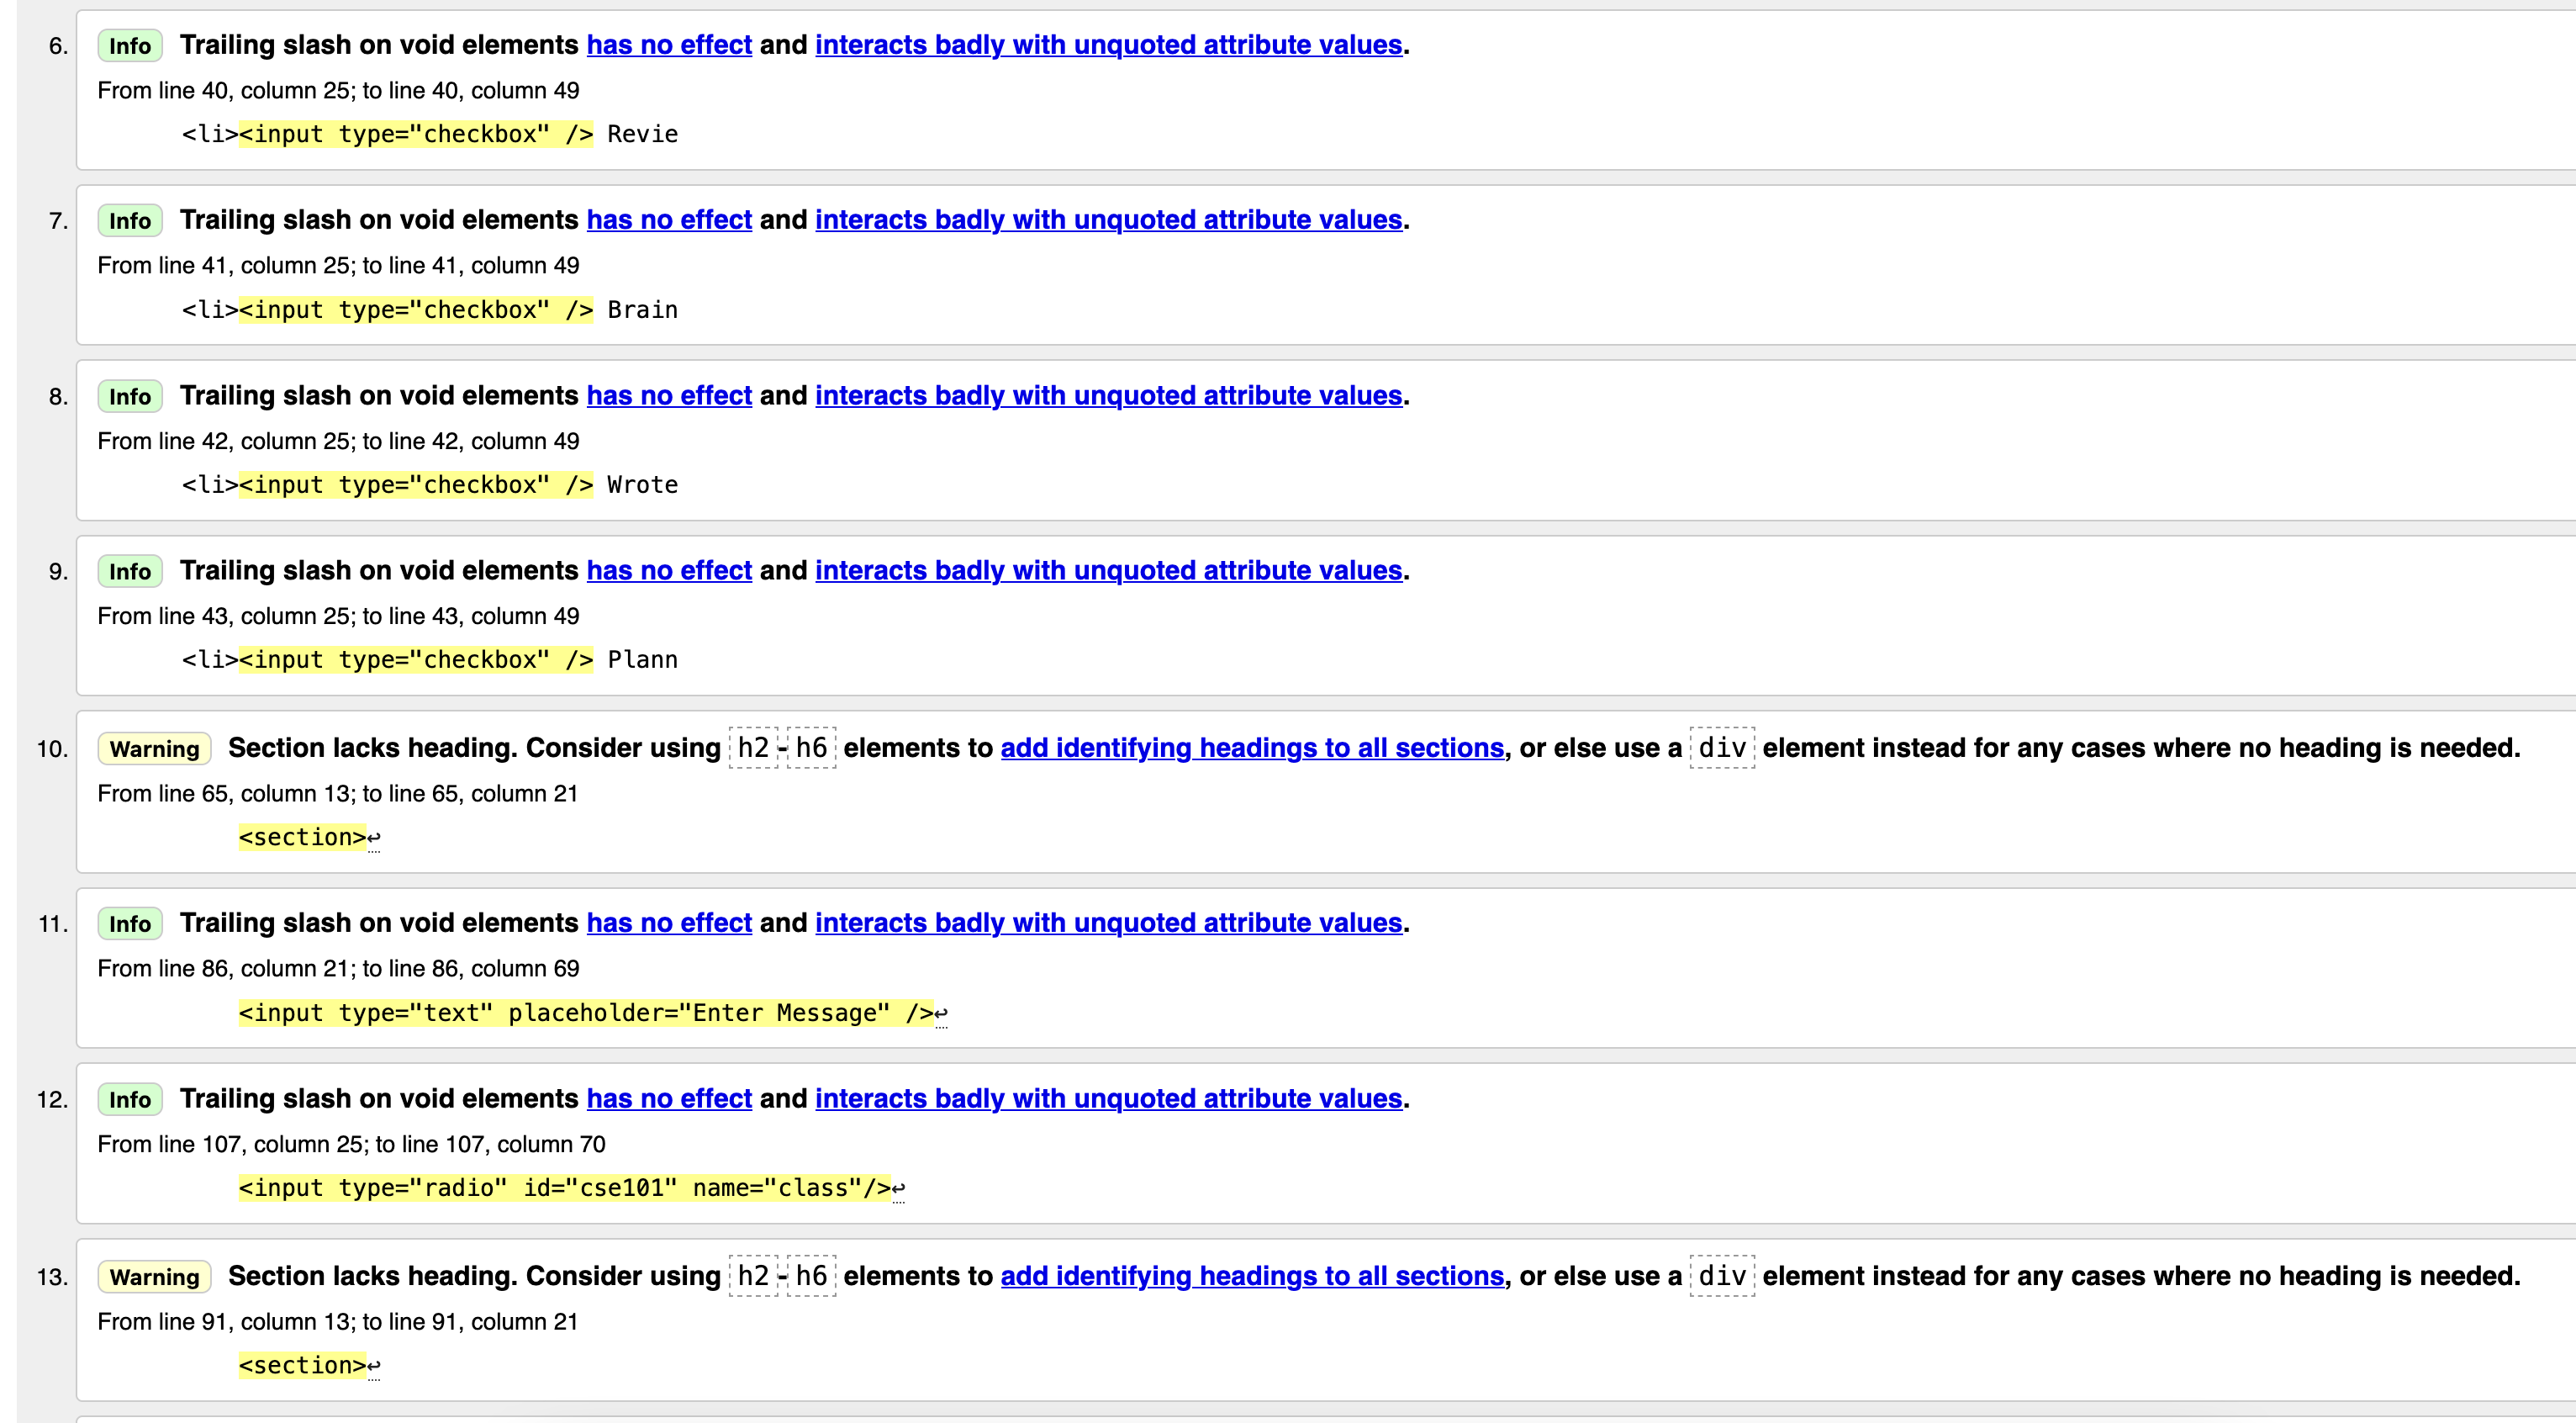 6. Info Trailing slash on void elements has no effect and interacts badly with unquoted attribute values.
From line 40, column 25; to line 40, column 49
<li><input type="checkbox" /> Revie
7. Info Trailing slash on void elements has no effect and interacts badly with unquoted attribute values.
From line 41, column 25; to line 41, column 49
<li><input type="checkbox" /> Brain
8. Info Trailing slash on void elements has no effect and interacts badly with unquoted attribute values.
From line 42, column 25; to line 42, column 49
<li><input type="checkbox" /> Wrote
9. Info Trailing slash on void elements has no effect and interacts badly with unquoted attribute values.
From line 43, column 25; to line 43, column 49
<li><input type="checkbox" /> Plann
10. Warning Section lacks heading. Consider using h2-h6 elements to add identifying headings to all sections, or else use a div element instead for any cases where no heading is needed.
From line 65, column 13; to line 65, column 21
<section>↩
11. Info Trailing slash on void elements has no effect and interacts badly with unquoted attribute values.
From line 86, column 21; to line 86, column 69
<input type="text" placeholder="Enter Message" />↩
12. Info Trailing slash on void elements has no effect and interacts badly with unquoted attribute values.
From line 107, column 25; to line 107, column 70
<input type="radio" id="cse101" name="class"/>↩
13. Warning Section lacks heading. Consider using h2-h6 elements to add identifying headings to all sections, or else use a div element instead for any cases where no heading is needed.
From line 91, column 13; to line 91, column 21
<section>↩